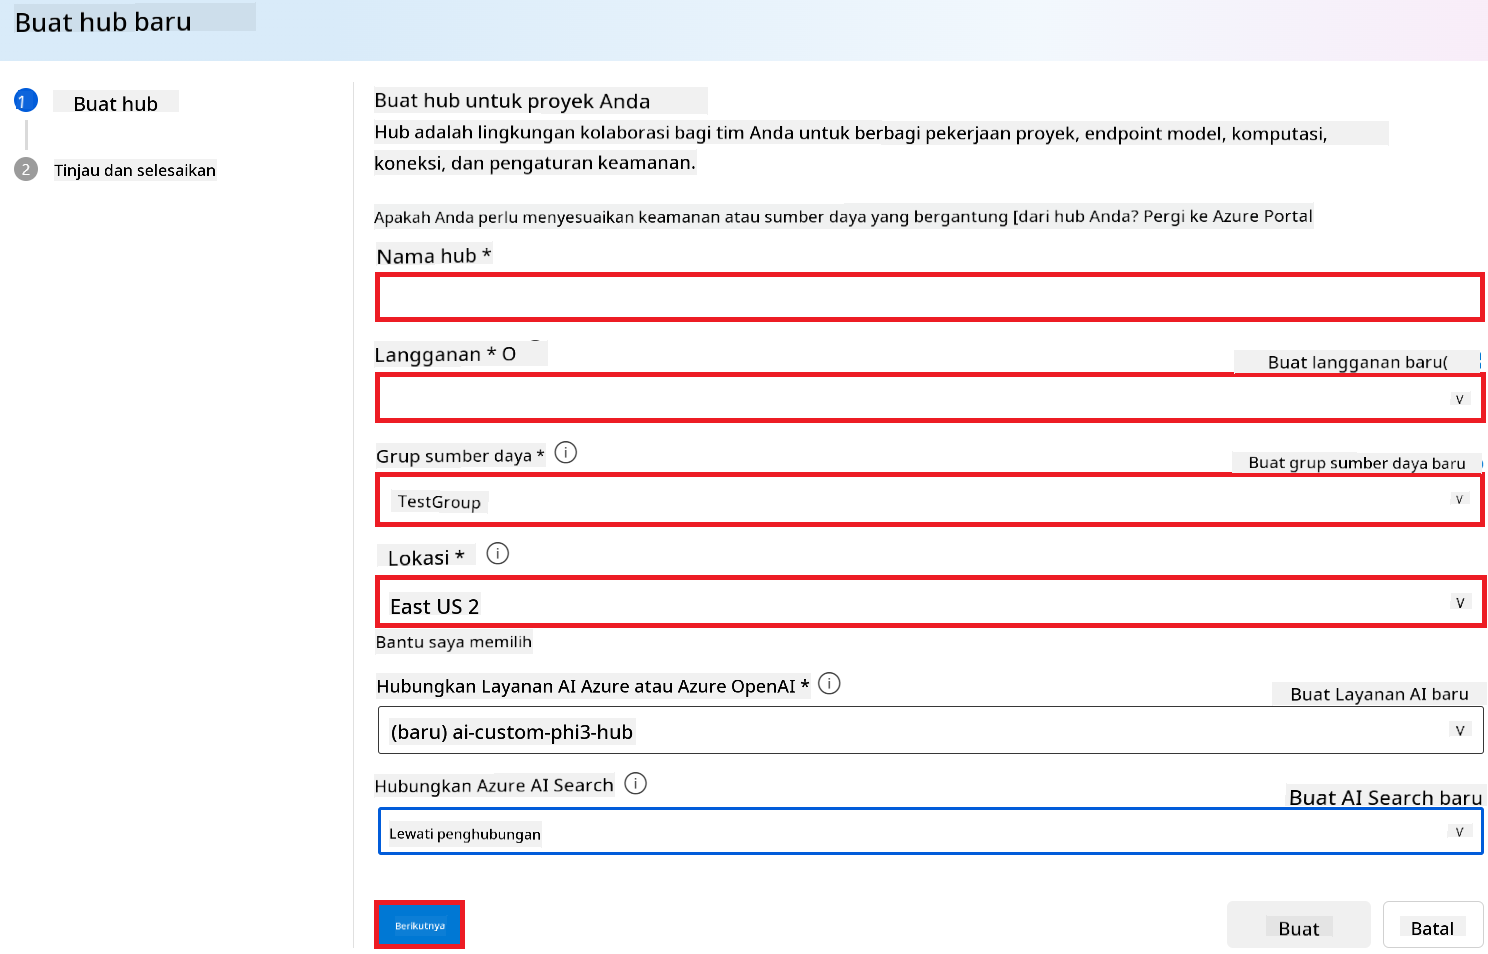 Buat hub baru
1 Buat hub
2 Tinjau dan selesaikan
Buat hub untuk proyek Anda
Hub adalah lingkungan kolaborasi bagi tim Anda untuk berbagi pekerjaan proyek, endpoint model, komputasi,
koneksi, dan pengaturan keamanan.
Apakah Anda perlu menyesuaikan keamanan atau sumber daya yang bergantung [dari hub Anda? Pergi ke Azure Portal
Nama hub *
Langganan * O
Buat langganan baru(
v
Grup sumber daya *
Buat grup sumber daya baru
TestGroup
v
Lokasi *
East US 2
v
Bantu saya memilih
Hubungkan Layanan AI Azure atau Azure OpenAI *
Buat Layanan AI baru
(baru) ai-custom-phi3-hub
v
Hubungkan Azure AI Search
Buat AI Search baru
Lewati penghubungan
v
Berikutnya
Buat
Batal